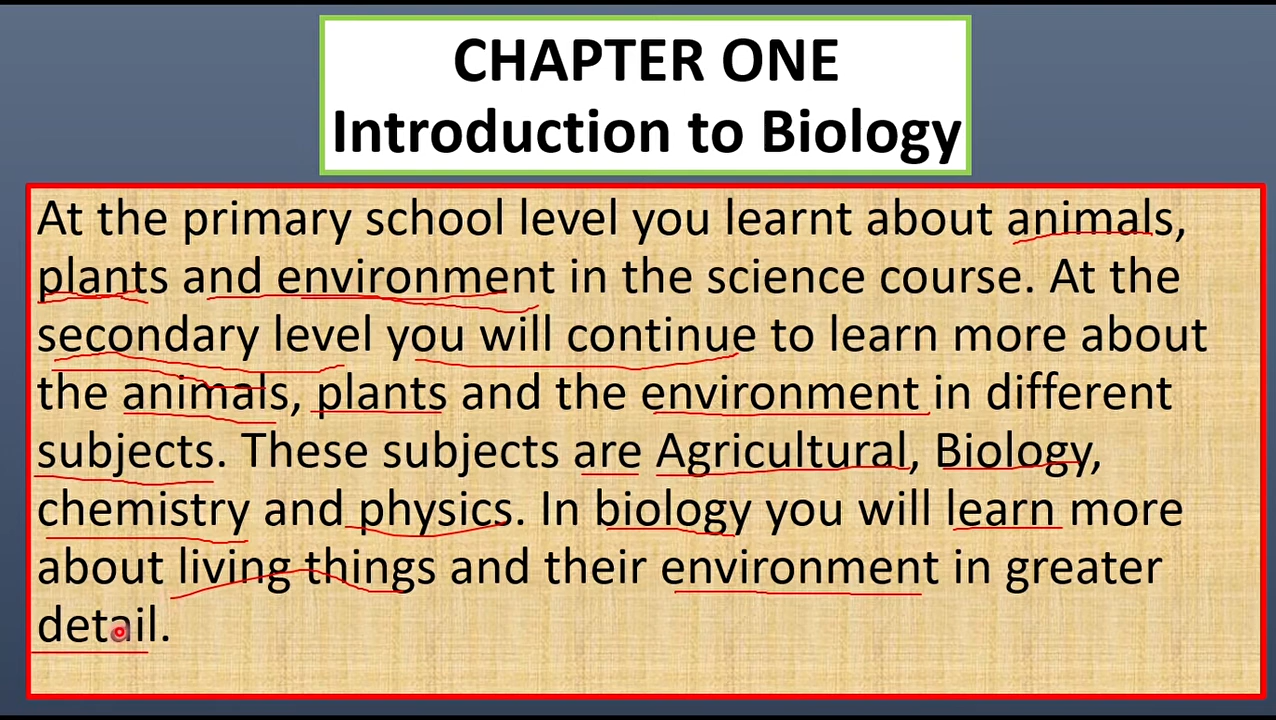 CHAPTER ONE
Introduction to Biology
At the primary school level you learnt about animals,
plants and environment in the science course. At the
secondary level you will continue to learn more about
the animals, plants and the environment in different
subjects. These subjects are Agricultural, Biology,
chemistry and physics. In biology you will learn more
about living things and their environment in greater
detail.